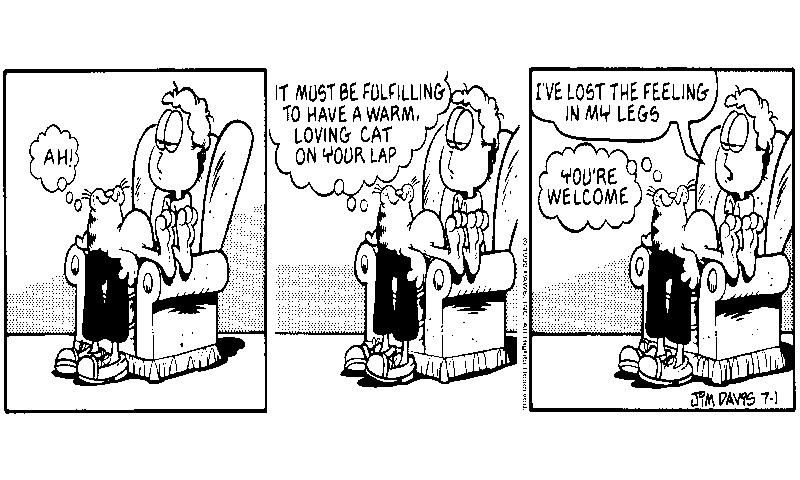 AH!
IT MUST BE FULFILLING
TO HAVE A WARM,
LOVING CAT
ON YOUR LAP
I'VE LOST THE FEELING
IN MY LEGS
YOU'RE
WELCOME
JIM DAVIS 7-1